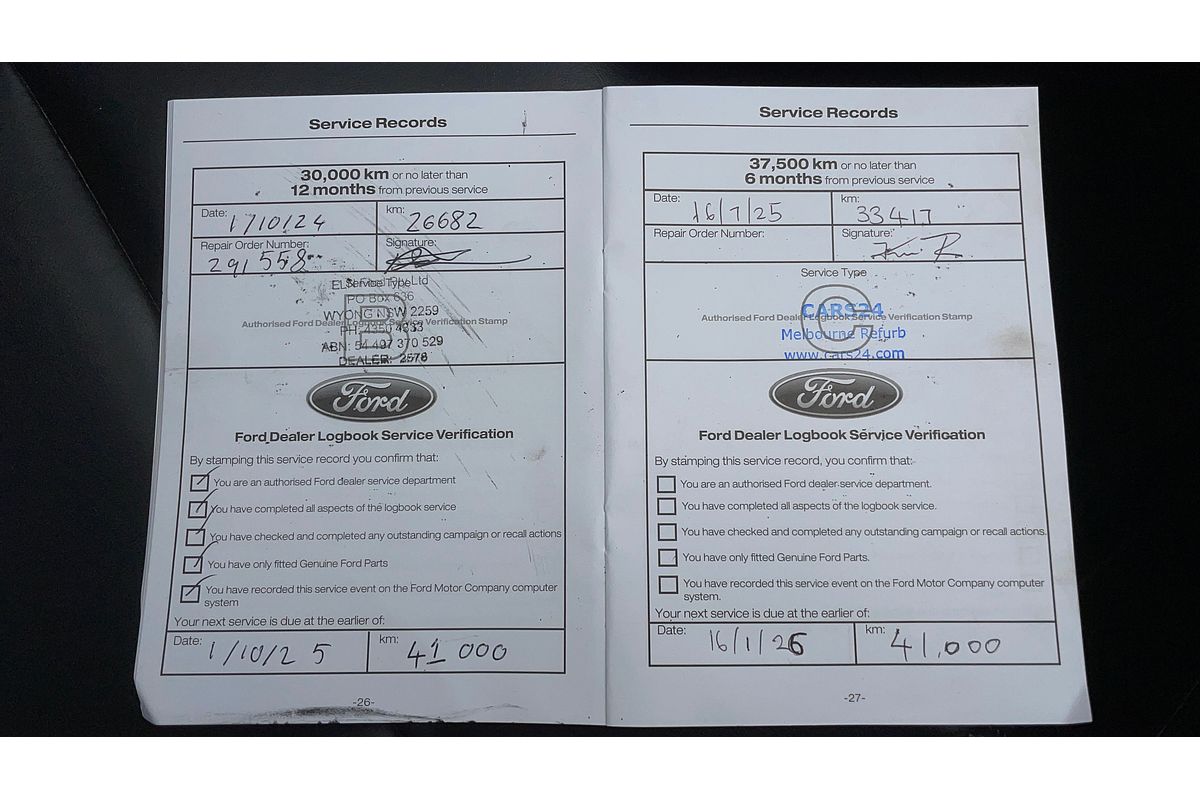 Service Records
30,000 km or no later than
12 months from previous service
Date: 1/10/24
km: 26682
Repair Order Number: 291558
Signature:
Service Type
B
PO Box 636
WYONG NSW 2259
Authorised Ford Dealer Logbook Service Verification Stamp
ABN: 54 497 370 529
DEALER: 2578
Ford
Ford Dealer Logbook Service Verification
By stamping this service record you confirm that:
You are an authorised Ford dealer service department
You have completed all aspects of the logbook service
You have checked and completed any outstanding campaign or recall actions
You have only fitted Genuine Ford Parts
You have recorded this service event on the Ford Motor Company computer
system
Your next service is due at the earlier of:
Date: 1/10/25
km: 41 000
-26-
Service Records
37,500 km or no later than
6 months from previous service
Date: 16/7/25
km: 33417
Repair Order Number:
Signature:
Service Type
C
CARS24
Authorised Ford Dealer Logbook Service Verification Stamp
Melbourne Refurb
www.cars24.com
Ford
Ford Dealer Logbook Service Verification
By stamping this service record, you confirm that:
You are an authorised Ford dealer service department.
You have completed all aspects of the logbook service.
You have checked and completed any outstanding campaign or recall actions.
You have only fitted Genuine Ford Parts.
You have recorded this service event on the Ford Motor Company computer
system.
Your next service is due at the earlier of:
Date: 16/1/26
km: 41,000
-27-